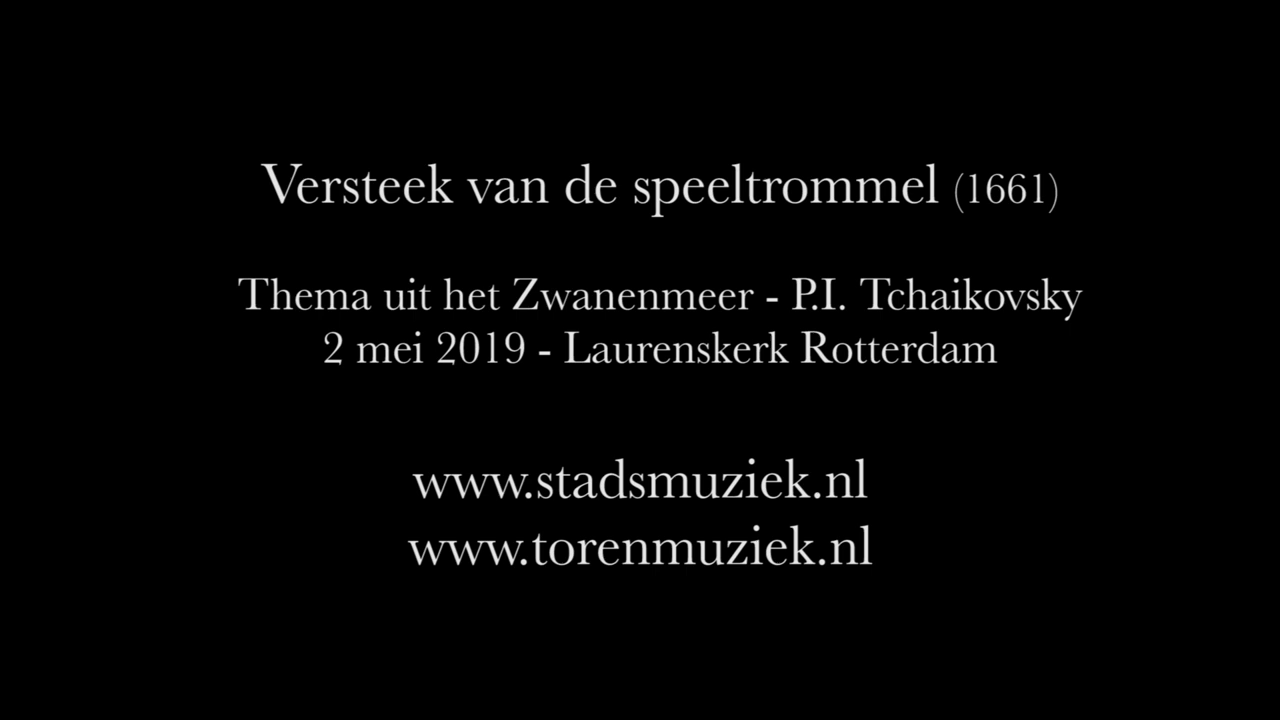 Versteek van de speeltrommel (1661)
Thema uit het Zwanenmeer - P.I. Tchaikovsky
2 mei 2019 - Laurenskerk Rotterdam
www.stadsmuziek.nl
www.torenmuziek.nl